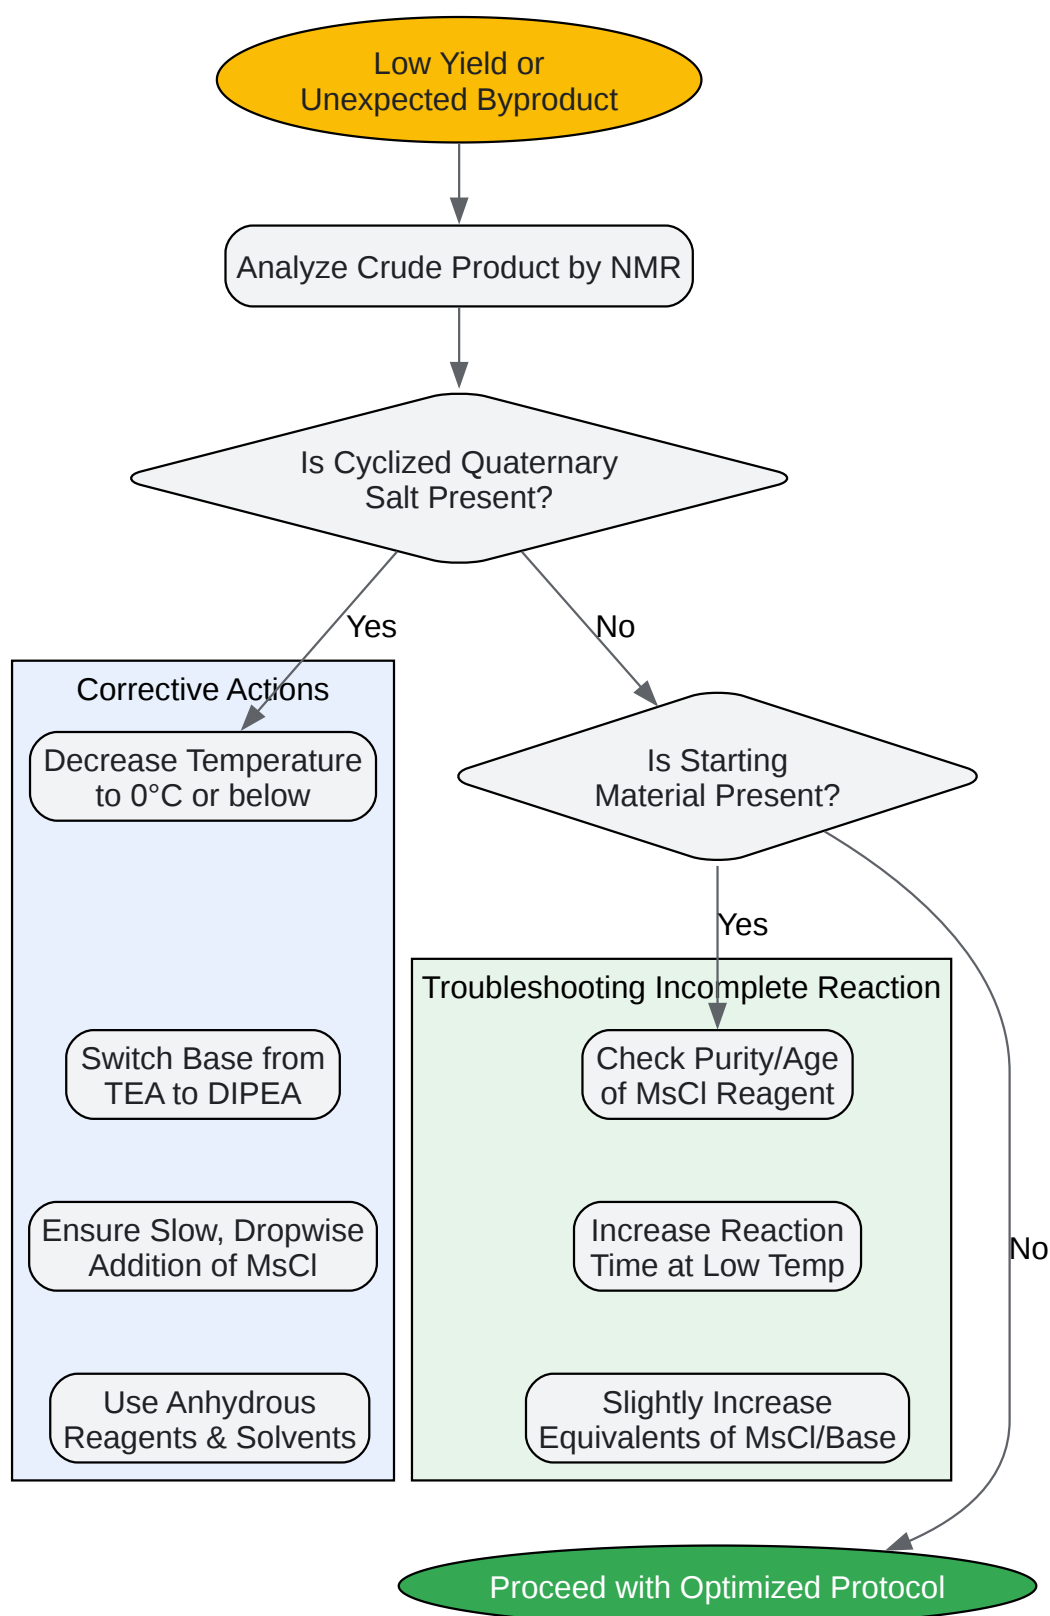 Low Yield or
Unexpected Byproduct
Analyze Crude Product by NMR
Is Cyclized Quaternary
Salt Present?
Yes
No
Corrective Actions
Decrease Temperature
to 0°C or below
Is Starting
Material Present?
Yes
Troubleshooting Incomplete Reaction
Switch Base from
TEA to DIPEA
Check Purity/Age
of MsCl Reagent
Ensure Slow, Dropwise
Addition of MsCl
Increase Reaction
Time at Low Temp
No
Use Anhydrous
Reagents & Solvents
Slightly Increase
Equivalents of MsCl/Base
Proceed with Optimized Protocol